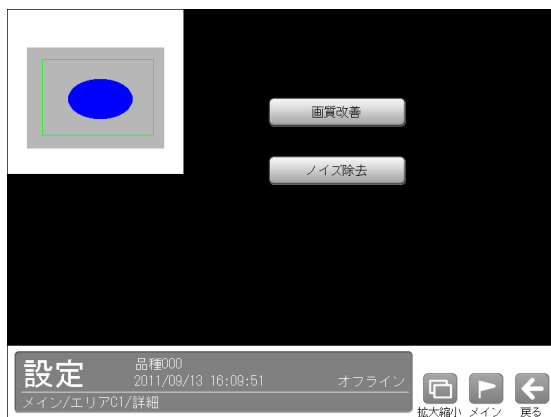 画質改善
ノイズ除去
設定
品種000
2011/09/13 16:09:51
オフライン
メイン/エリアC1/詳細
拡大縮小
メイン
戻る